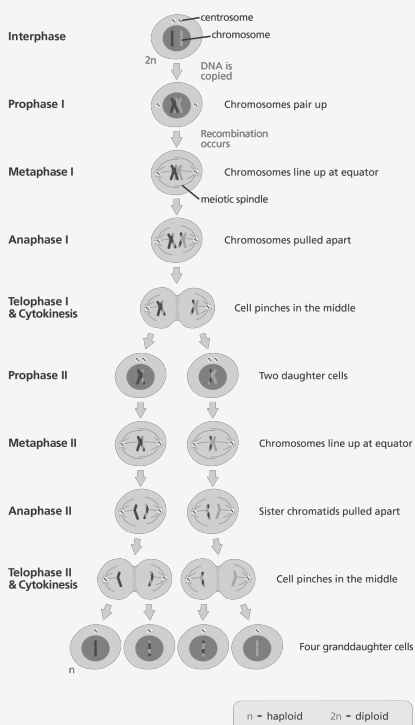 centrosome
Interphase
chromosome
2n
DNA is
copied
Prophase I
Chromosomes pair up
Recombination
occurs
Metaphase I
Chromosomes line up at equator
meiotic spindle
Anaphase I
Chromosomes pulled apart
Telophase I
& Cytokinesis
Cell pinches in the middle
Prophase II
Two daughter cells
Metaphase II
Chromosomes line up at equator
Anaphase II
Sister chromatids pulled apart
Telophase II
& Cytokinesis
Cell pinches in the middle
Four granddaughter cells
n
n = haploid 2n = diploid